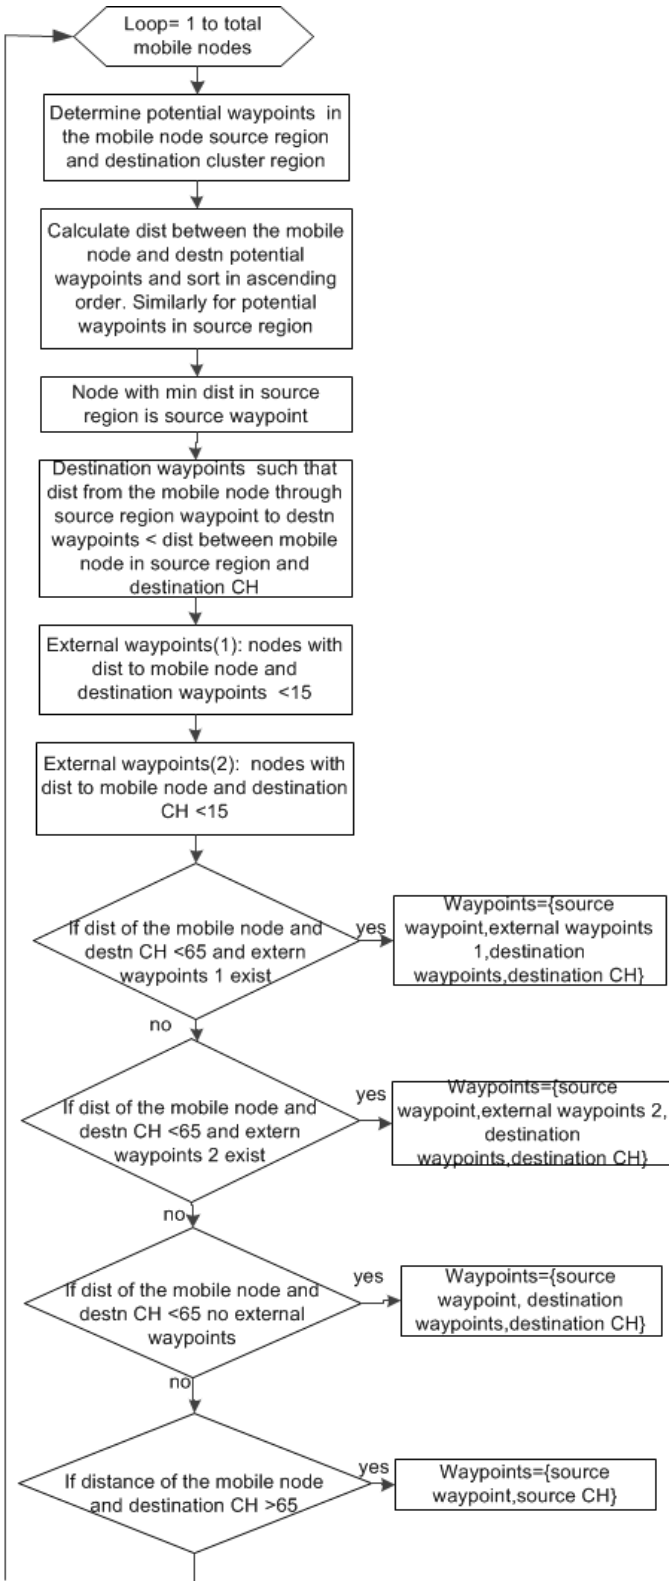 Loop= 1 to total
mobile nodes
Determine potential waypoints in
the mobile node source region
and destination cluster region
Calculate dist between the mobile
node and destn potential
waypoints and sort in ascending
order. Similarly for potential
waypoints in source region
Node with min dist in source
region is source waypoint
Destination waypoints such that
dist from the mobile node through
source region waypoint to destn
waypoints < dist between mobile
node in source region and
destination CH
External waypoints(1): nodes with
dist to mobile node and
destination waypoints <15
External waypoints(2): nodes with
dist to mobile node and destination
CH <15
If dist of the mobile node and
destn CH <65 and extern
waypoints 1 exist
yes
Waypoints={source
waypoint,external waypoints
1,destination
waypoints,destination CH}
no
If dist of the mobile node and
destn CH <65 and extern
waypoints 2 exist
yes
Waypoints={source
waypoint,external waypoints 2,
destination
waypoints,destination CH}
no
If dist of the mobile node and
destn CH <65 no external
waypoints
yes
Waypoints={source
waypoint, destination
waypoints,destination CH}
no
If distance of the mobile node
and destination CH >65
yes
Waypoints={source
waypoint,source CH}